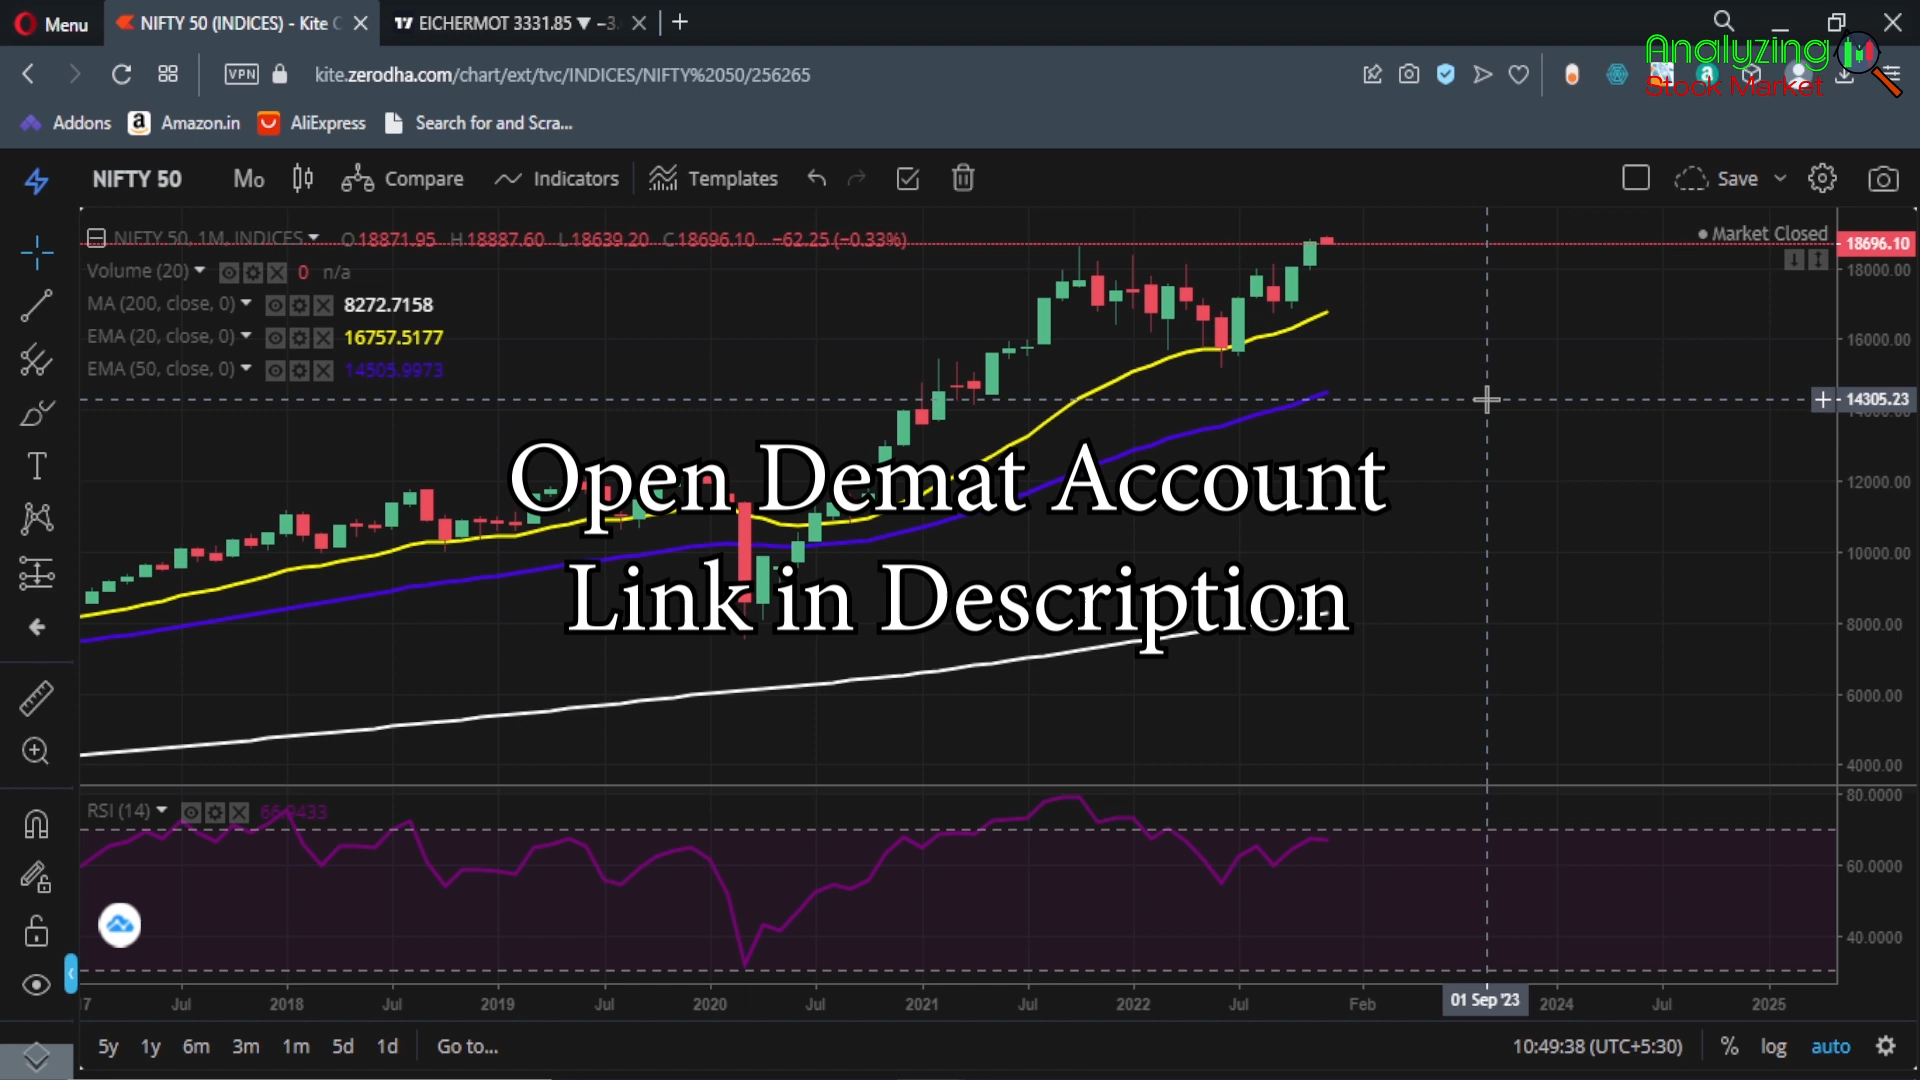 Menu
NIFTY 50 (INDICES) - Kite C
EICHERMOT 3331.85 ▼ −3.
Analyzing
Stock Market
VPN
kite.zerodha.com/chart/ext/tvc/INDICES/NIFTY%2050/256265
Addons
Amazon.in
AliExpress
Search for and Scra...
NIFTY 50
Mo
Compare
Indicators
Templates
Save
NIFTY 50, 1M, INDICES O18871.95 H18887.60 L18639.20 C18696.10 −62.25 (−0.33%)
Market Closed
18696.10
Volume (20) 0 n/a
18000.00
MA (200, close, 0) 8272.7158
EMA (20, close, 0) 16757.5177
16000.00
EMA (50, close, 0) 14505.9973
14305.23
Open Demat Account
12000.00
10000.00
Link in Description
8000.00
6000.00
4000.00
RSI (14)
80.0000
60.0000
40.0000
17 Jul 2018 Jul 2019 Jul 2020 Jul 2021 Jul 2022 Jul Feb 01 Sep '23 2024 Jul 2025
5y 1y 6m 3m 1m 5d 1d Go to...
10:49:38 (UTC+5:30) % log auto